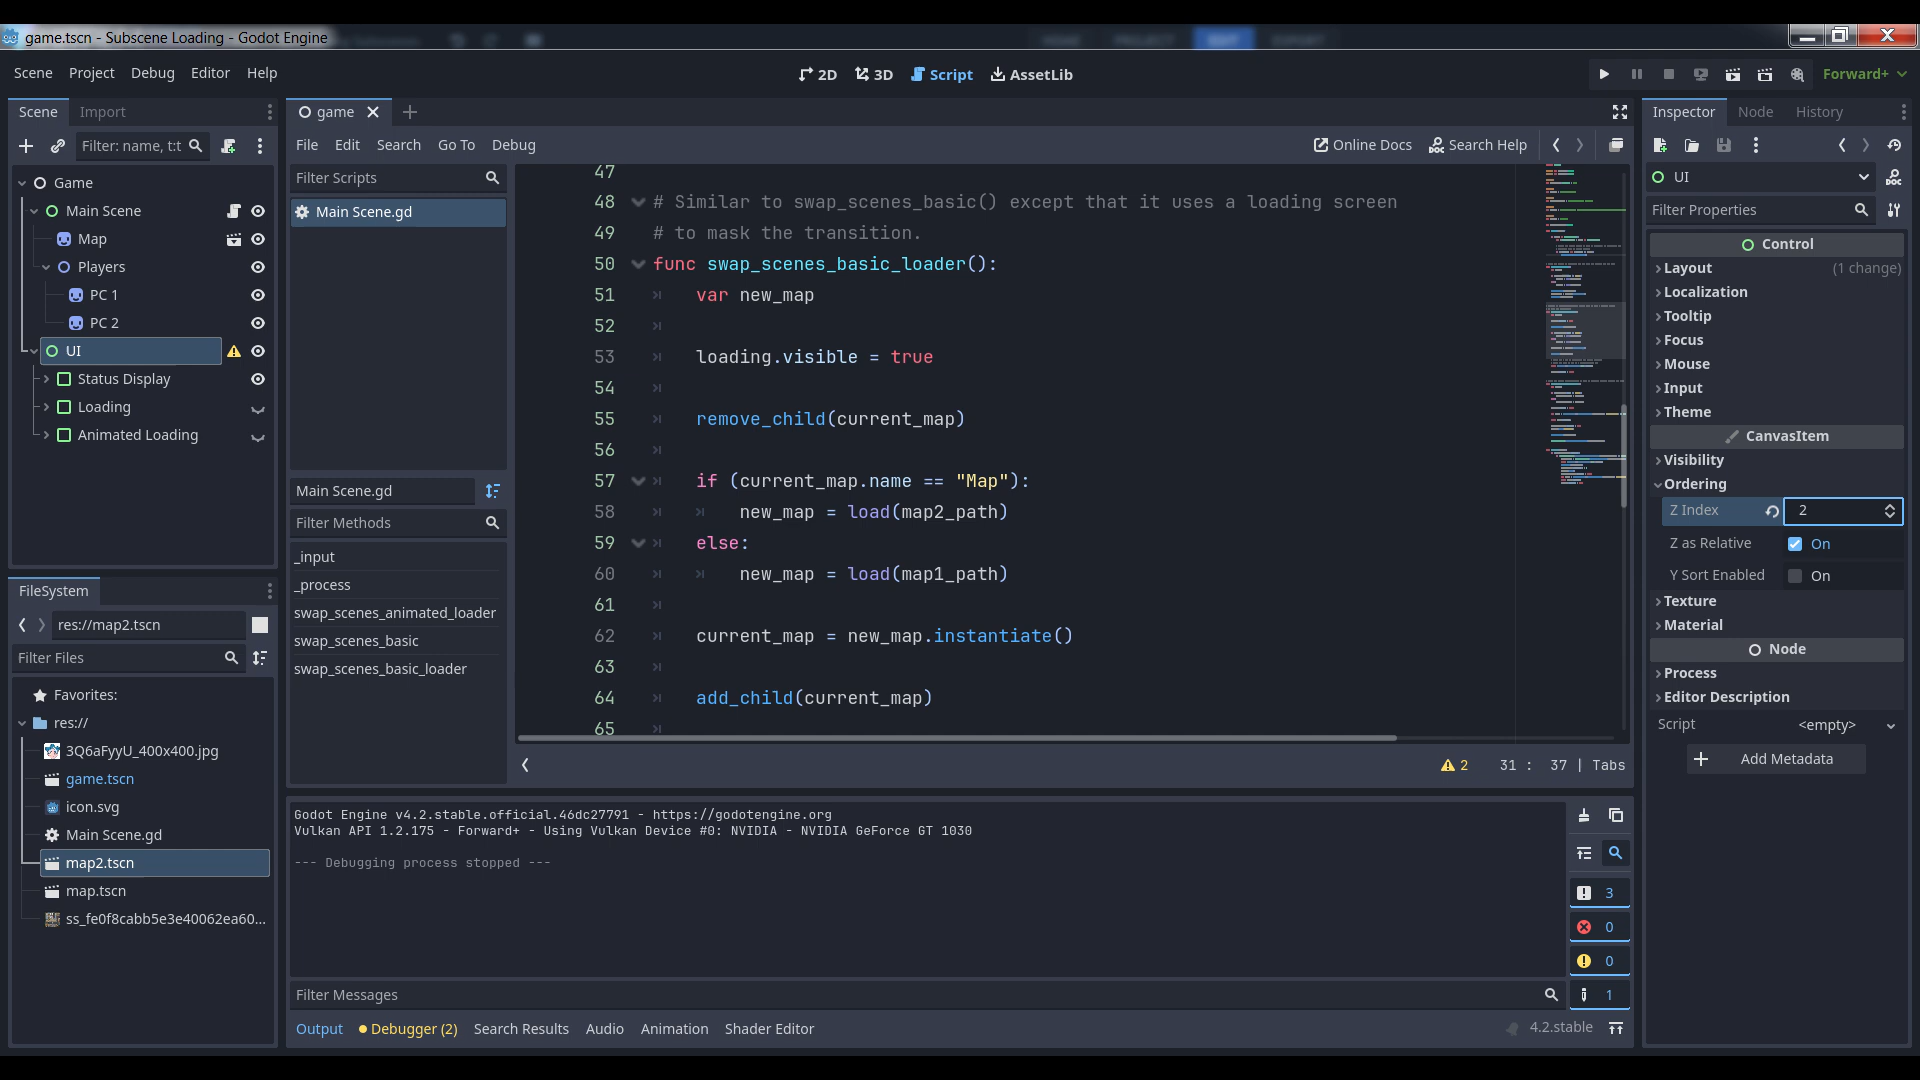 game.tscn - Subscene Loading - Godot Engine
Scene Project Debug Editor Help
2D 3D Script AssetLib
Forward+
Scene Import
Filter: name, t:t
Game
Main Scene
Map
Players
PC 1
PC 2
UI
Status Display
Loading
Animated Loading
FileSystem
res://map2.tscn
Filter Files
Favorites:
res://
3Q6aFyyU_400x400.jpg
game.tscn
icon.svg
Main Scene.gd
map2.tscn
map.tscn
ss_fe0f8cabb5e3e40062ea60...
game
File Edit Search Go To Debug
Online Docs Search Help
Filter Scripts
Main Scene.gd
Main Scene.gd
Filter Methods
_input
_process
swap_scenes_animated_loader
swap_scenes_basic
swap_scenes_basic_loader
47
48 # Similar to swap_scenes_basic() except that it uses a loading screen
49 # to mask the transition.
50 func swap_scenes_basic_loader():
51 var new_map
52
53 loading.visible = true
54
55 remove_child(current_map)
56
57 if (current_map.name == "Map"):
58 new_map = load(map2_path)
59 else:
60 new_map = load(map1_path)
61
62 current_map = new_map.instantiate()
63
64 add_child(current_map)
65
2 31 : 37 | Tabs
Godot Engine v4.2.stable.official.46dc27791 - https://godotengine.org
Vulkan API 1.2.175 - Forward+ - Using Vulkan Device #0: NVIDIA - NVIDIA GeForce GT 1030
--- Debugging process stopped ---
3
0
0
1
Filter Messages
Output Debugger (2) Search Results Audio Animation Shader Editor
4.2.stable
Inspector Node History
UI
Filter Properties
Control
Layout (1 change)
Localization
Tooltip
Focus
Mouse
Input
Theme
CanvasItem
Visibility
Ordering
Z Index 2
Z as Relative On
Y Sort Enabled On
Texture
Material
Node
Process
Editor Description
Script <empty>
Add Metadata